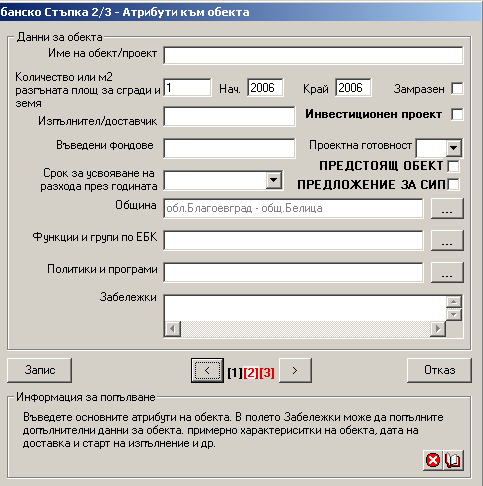 банско Стъпка 2/3 - Атрибути към обекта
Данни за обекта
Име на обект/проект
Количество или м2
разгъната площ за сгради и
земя
1
Нач.
2006
Край
2006
Замразен
Изпълнител/доставчик
Инвестиционен проект
Въведени фондове
Проектна готовност
ПРЕДСТОЯЩ ОБЕКТ
Срок за усвояване на
разхода през годината
ПРЕДЛОЖЕНИЕ ЗА СИП
Община
обл.Благоевград - общ.Белица
...
Функции и групи по ЕБК
...
Политики и програми
...
Забележки
Запис
<
[1][2][3]
>
Отказ
Информация за попълване
Въведете основните атрибути на обекта. В полето Забележки може да попълните
допълнителни данни за обекта. примерно характериситки на обекта, дата на
доставка и старт на изпълнение и др.